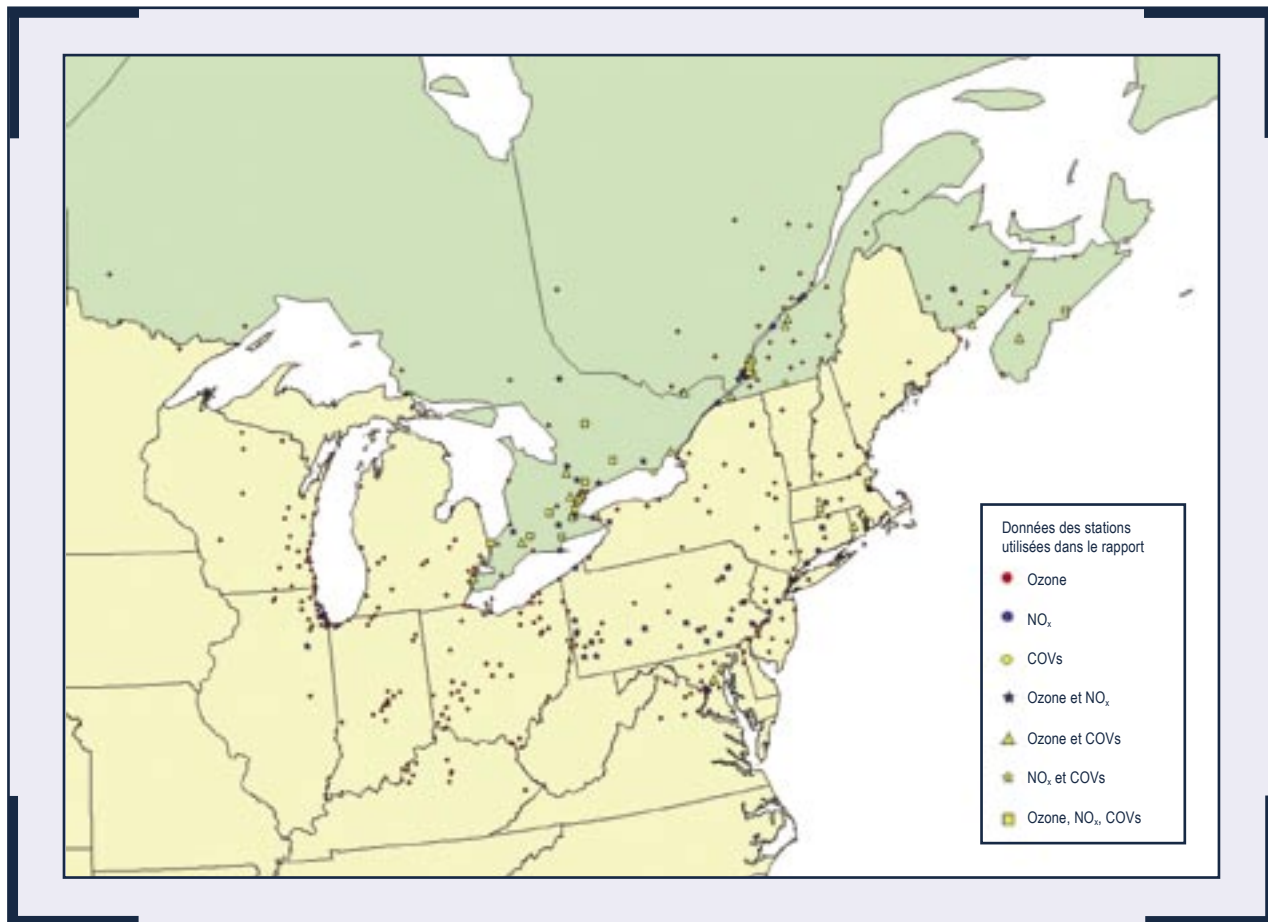 Données des stations
utilisées dans le rapport
Ozone
NOₓ
COVs
Ozone et NOₓ
Ozone et COVs
NOₓ et COVs
Ozone, NOₓ, COVs